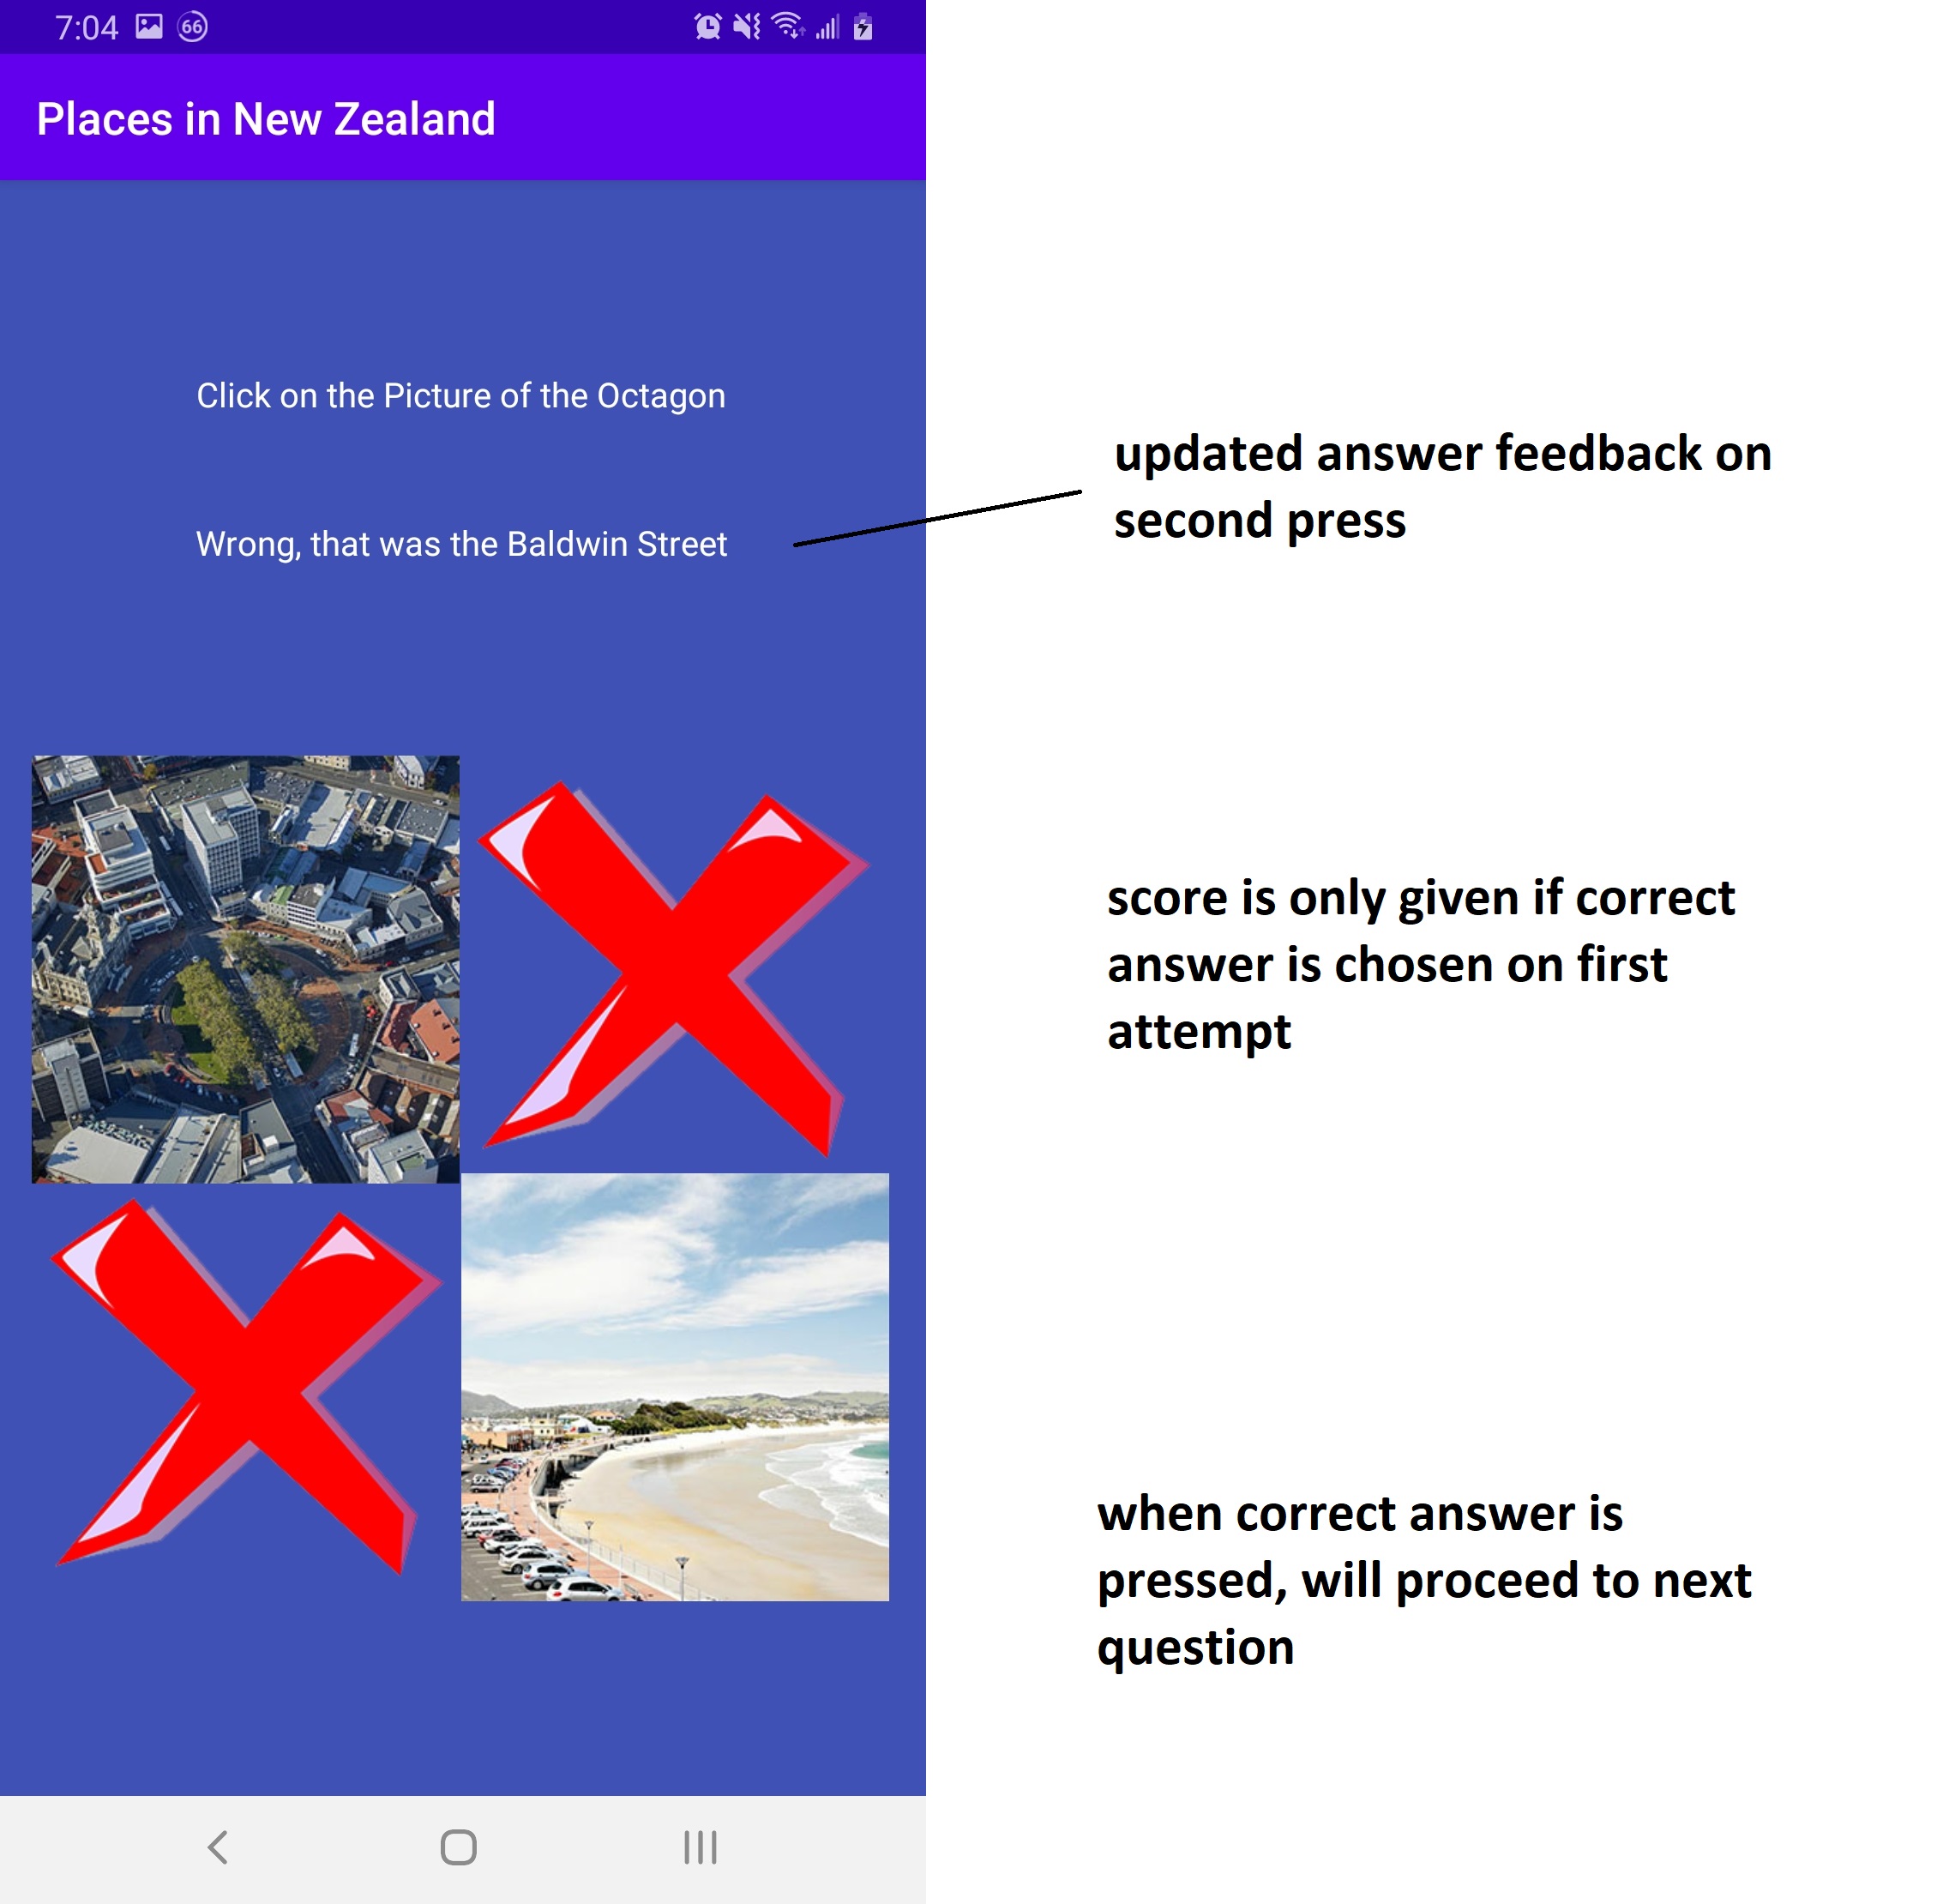 7:04 66
Places in New Zealand
Click on the Picture of the Octagon
Wrong, that was the Baldwin Street
updated answer feedback on
second press
score is only given if correct
answer is chosen on first
attempt
when correct answer is
pressed, will proceed to next
question